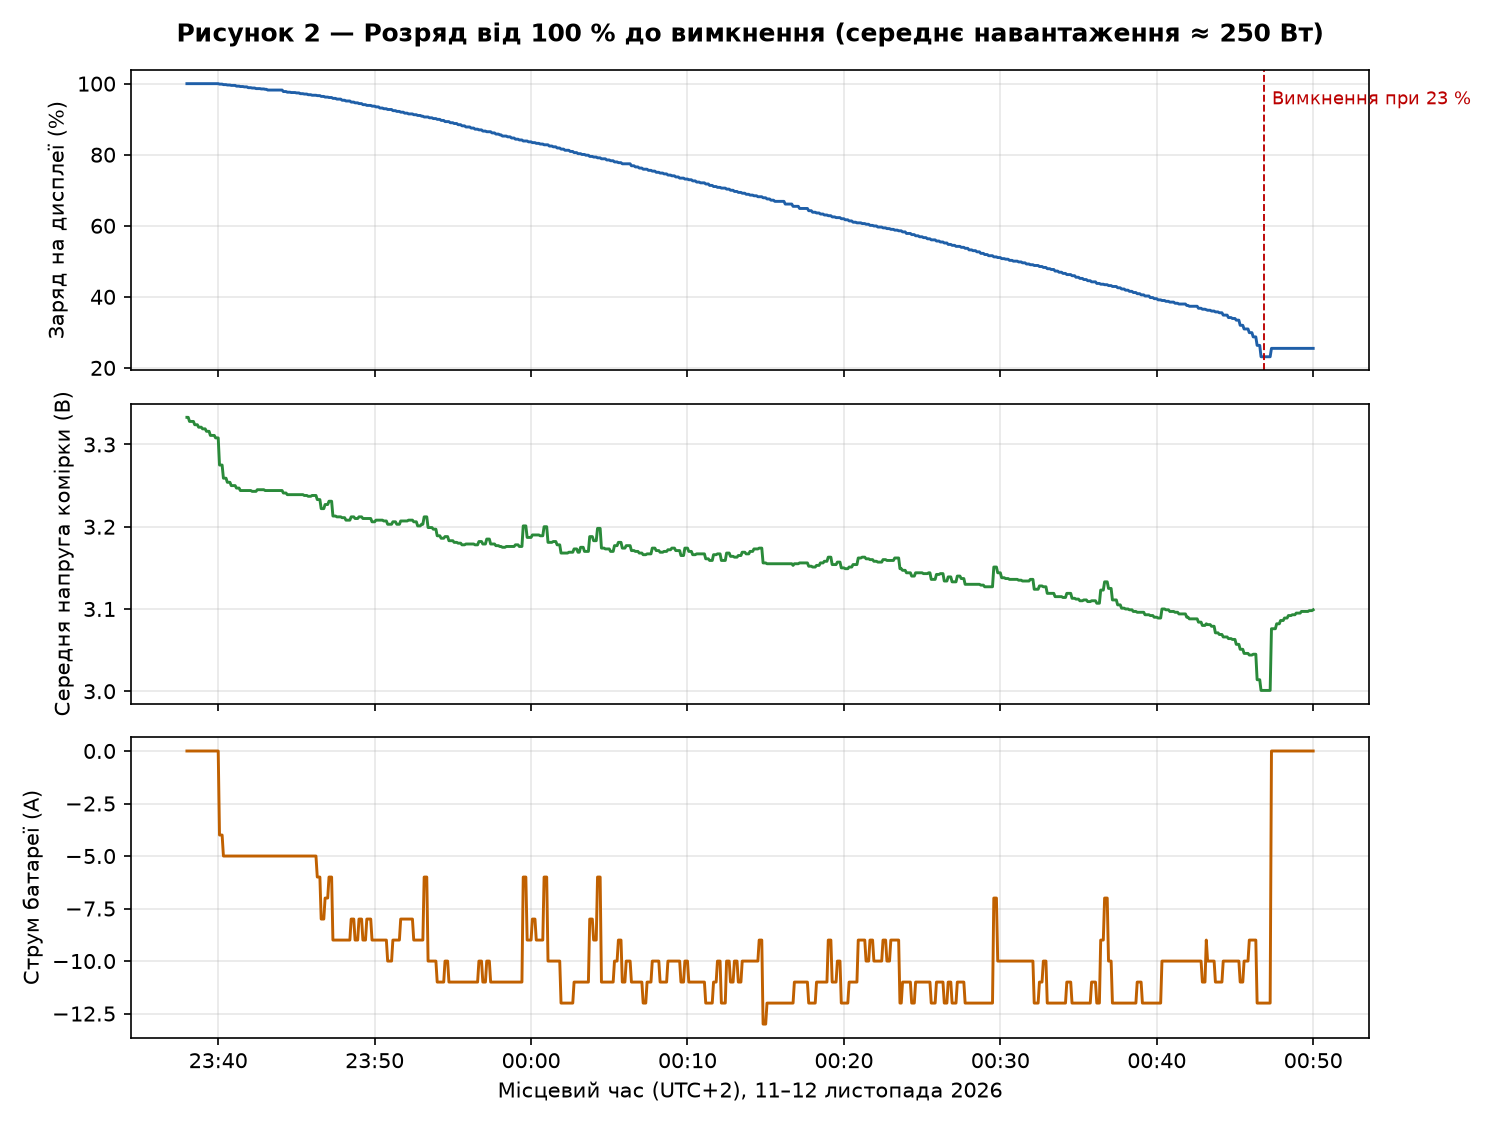 Рисунок 2 — Розряд від 100 % до вимкнення (середнє навантаження ≈ 250 Вт)
Заряд на дисплеї (%)
100
80
60
40
20
Вимкнення при 23 %
Середня напруга комірки (В)
3.3
3.2
3.1
3.0
Струм батареї (А)
0.0
−2.5
−5.0
−7.5
−10.0
−12.5
23:40 23:50 00:00 00:10 00:20 00:30 00:40 00:50
Місцевий час (UTC+2), 11–12 листопада 2026